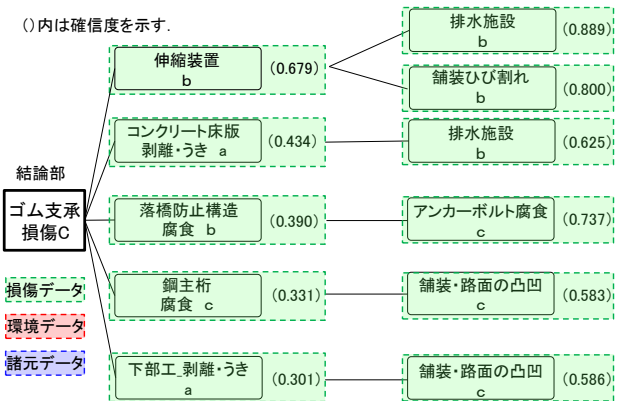 ()内は確信度を示す.
伸縮装置
b
(0.679)
排水施設
b
(0.889)
舗装ひび割れ
b
(0.800)
コンクリート床版
剥離・うき a
(0.434)
排水施設
b
(0.625)
結論部
ゴム支承
損傷C
落橋防止構造
腐食 b
(0.390)
アンカーボルト腐食
c
(0.737)
損傷データ
環境データ
諸元データ
鋼主桁
腐食 c
(0.331)
舗装・路面の凸凹
c
(0.583)
下部工_剥離・うき
a
(0.301)
舗装・路面の凸凹
c
(0.586)